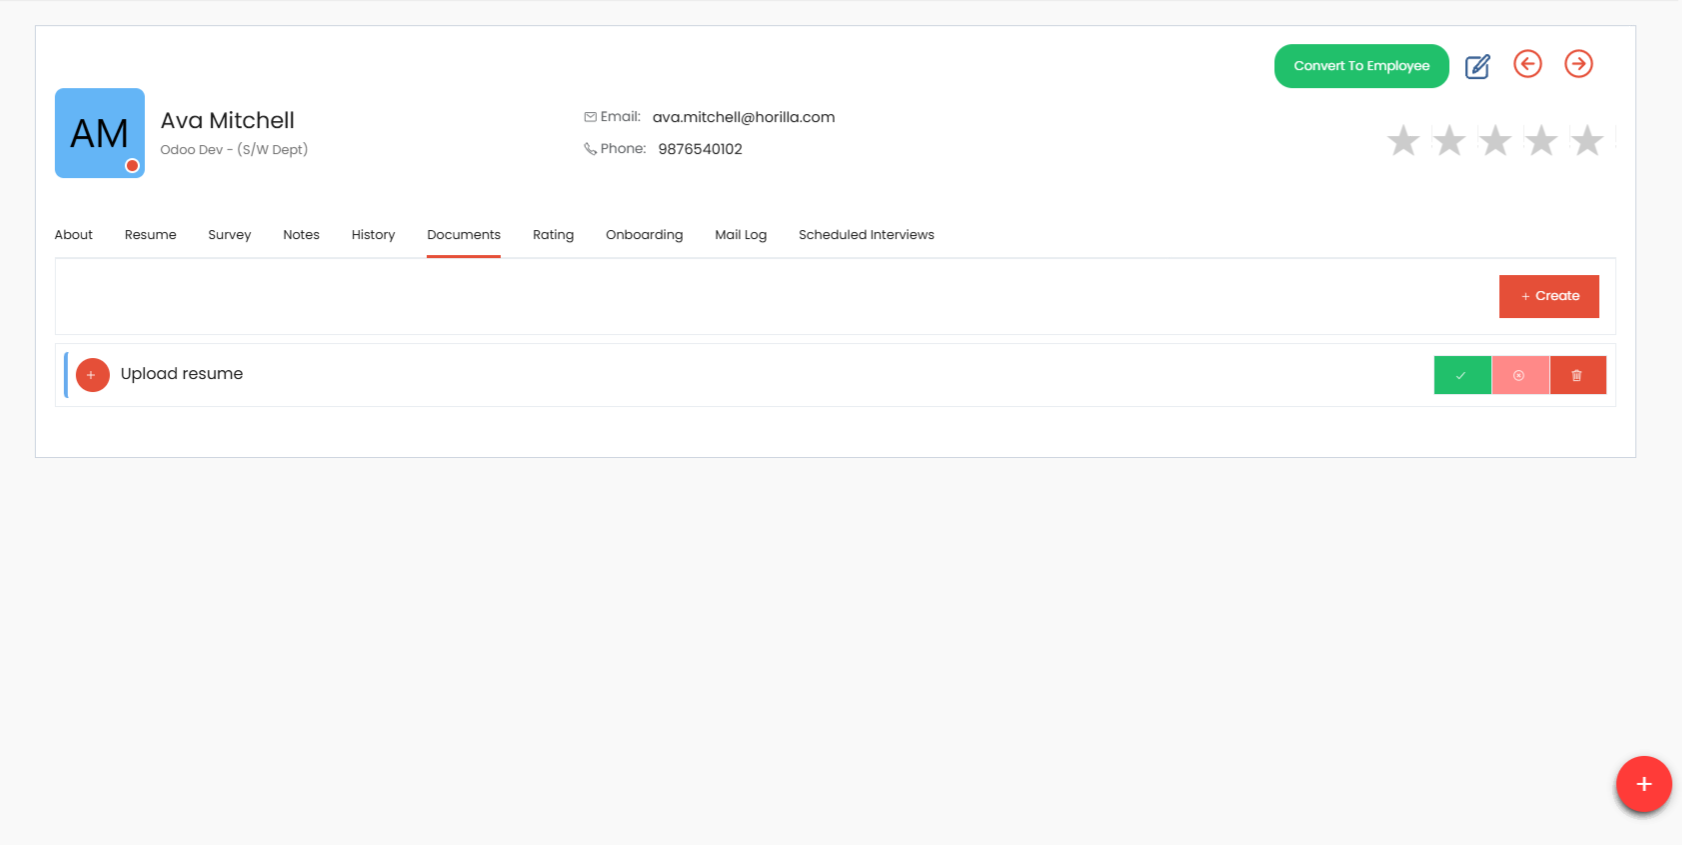 Convert To Employee
AM
Ava Mitchell
Odoo Dev - (S/W Dept)
Email: ava.mitchell@horilla.com
Phone: 9876540102
About Resume Survey Notes History Documents Rating Onboarding Mail Log Scheduled Interviews
+ Create
+ Upload resume
+